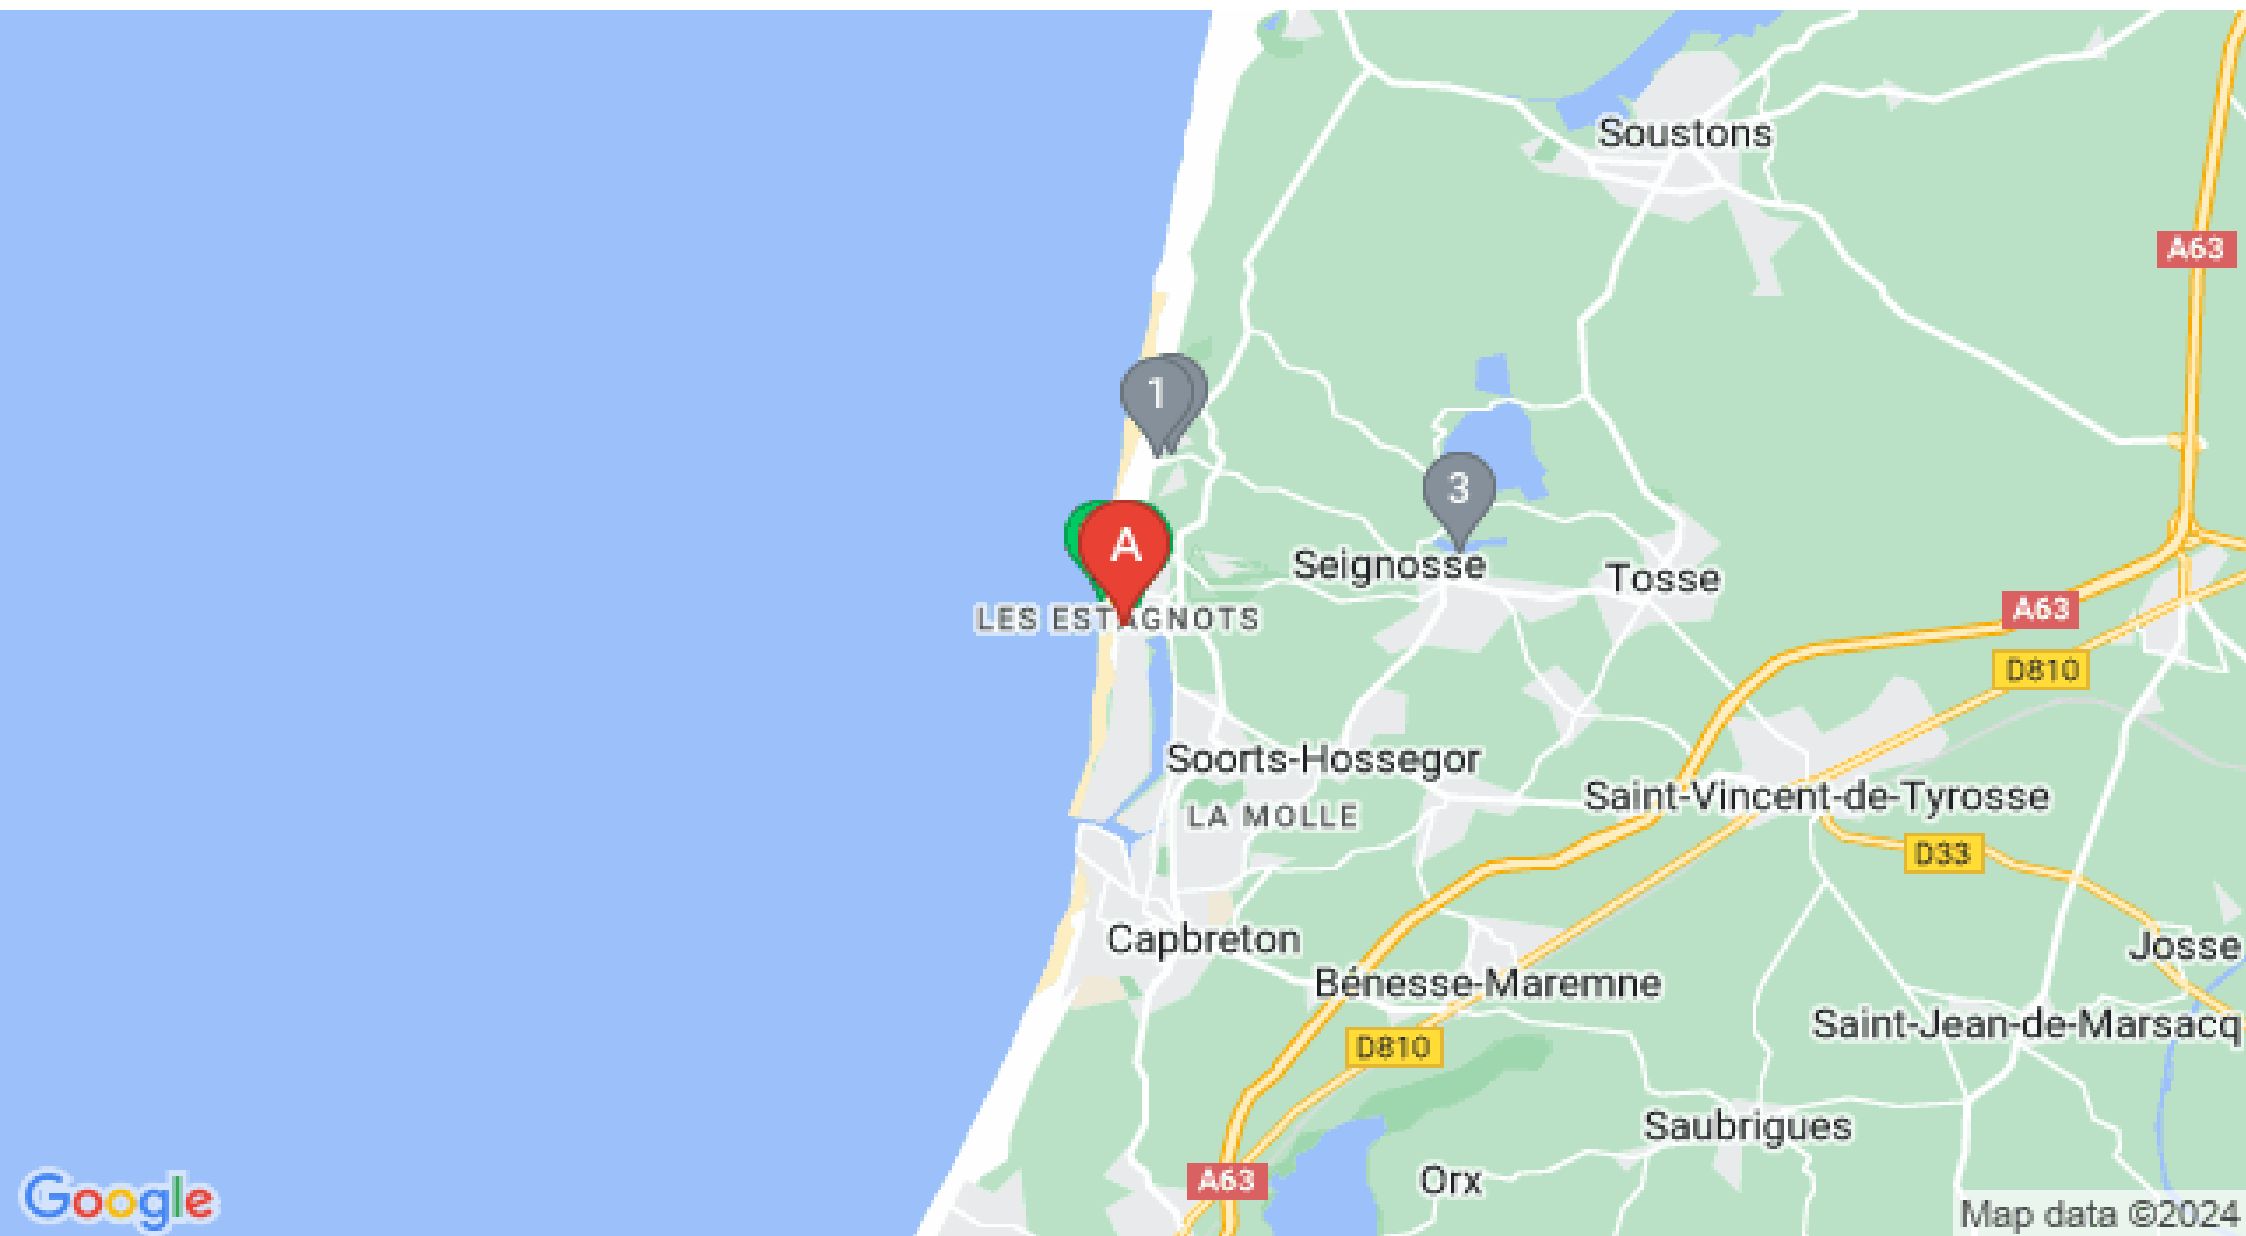 Soustons
A63
1
3
A
Seignosse
Tosse
A63
LES ESTAGNOTS
D810
Soorts-Hossegor
Saint-Vincent-de-Tyrosse
LA MOLLE
D33
Capbreton
Josse
Bénesse-Maremne
Saint-Jean-de-Marsacq
D810
Saubrigues
Orx
A63
Google
Map data ©2024